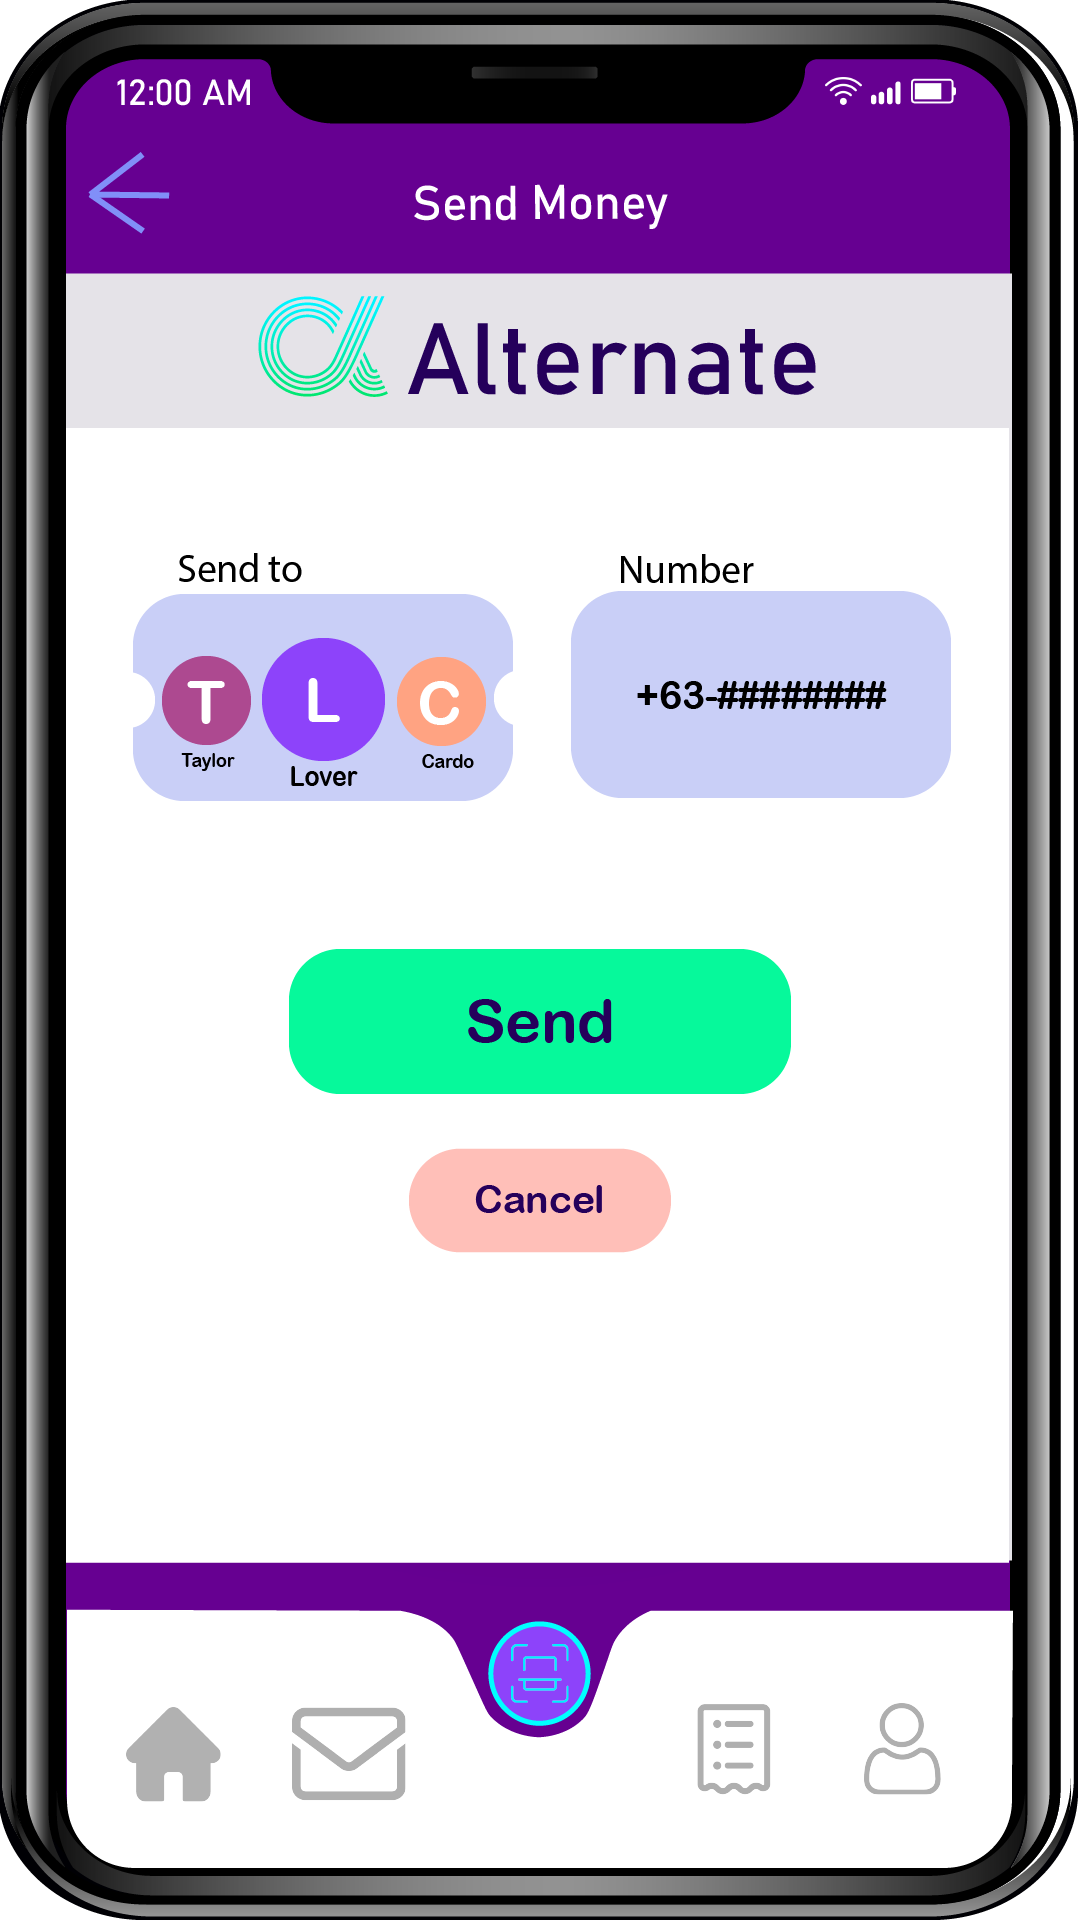 12:00 AM
Send Money
Alternate
Send to
Number
T L C
Taylor Lover Cardo
+63-########
Send
Cancel